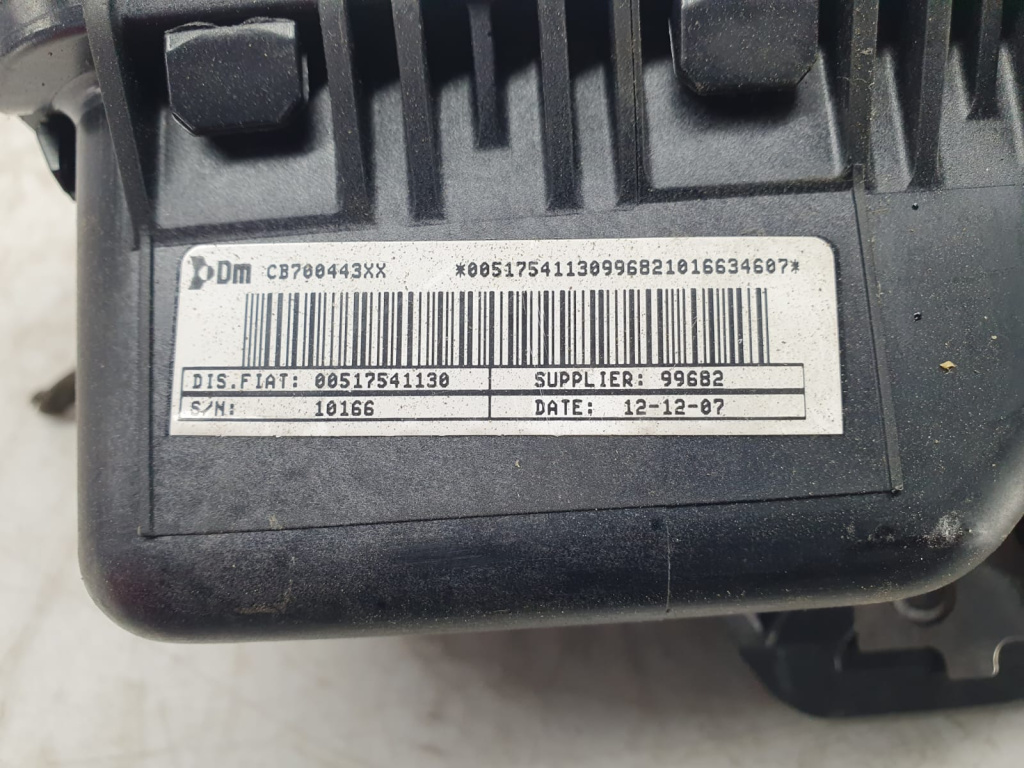 Dm CB700443XX *00517541130996821016634607*
DIS.FIAT: 00517541130 SUPPLIER: 99682
S/N: 10166 DATE: 12-12-07